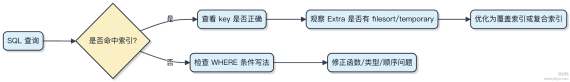 SQL 查询
是否命中索引?
是
查看 key 是否正确
观察 Extra 是否有 filesort/temporary
优化为覆盖索引或复合索引
否
检查 WHERE 条件写法
修正函数/类型/顺序问题